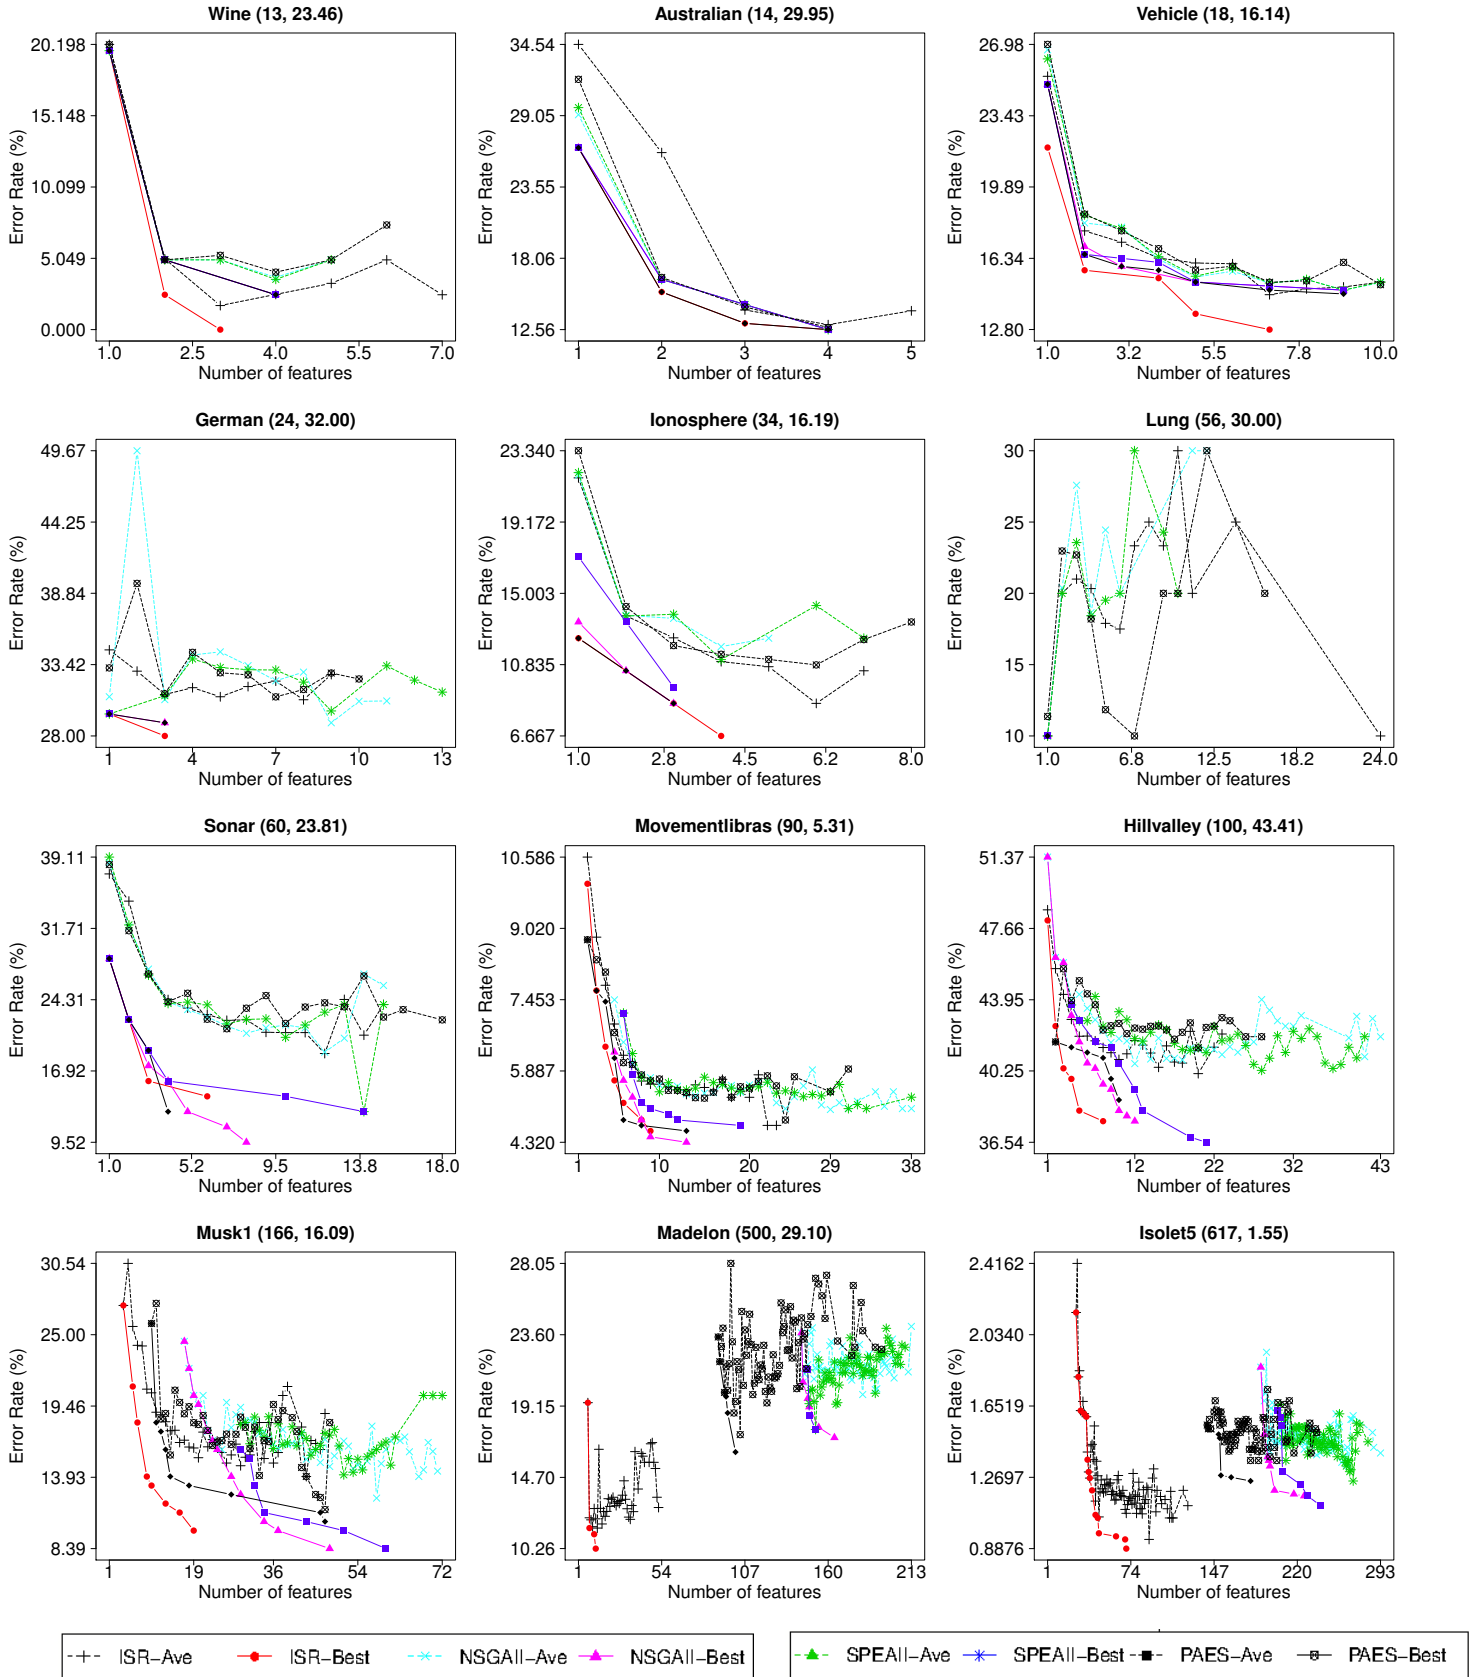 Wine (13, 23.46)
20.198
15.148
10.099
5.049
0.000
Error Rate (%)
1.0 2.5 4.0 5.5 7.0
Number of features
Australian (14, 29.95)
34.54
29.05
23.55
18.06
12.56
Error Rate (%)
1 2 3 4 5
Number of features
Vehicle (18, 16.14)
26.98
23.43
19.89
16.34
12.80
Error Rate (%)
1.0 3.2 5.5 7.8 10.0
Number of features
German (24, 32.00)
49.67
44.25
38.84
33.42
28.00
Error Rate (%)
1 4 7 10 13
Number of features
Ionosphere (34, 16.19)
23.340
19.172
15.003
10.835
6.667
Error Rate (%)
1.0 2.8 4.5 6.2 8.0
Number of features
Lung (56, 30.00)
30
25
20
15
10
Error Rate (%)
1.0 6.8 12.5 18.2 24.0
Number of features
Sonar (60, 23.81)
39.11
31.71
24.31
16.92
9.52
Error Rate (%)
1.0 5.2 9.5 13.8 18.0
Number of features
Movementlibras (90, 5.31)
10.586
9.020
7.453
5.887
4.320
Error Rate (%)
1 10 20 29 38
Number of features
Hillvalley (100, 43.41)
51.37
47.66
43.95
40.25
36.54
Error Rate (%)
1 12 22 32 43
Number of features
Musk1 (166, 16.09)
30.54
25.00
19.46
13.93
8.39
Error Rate (%)
1 19 36 54 72
Number of features
Madelon (500, 29.10)
28.05
23.60
19.15
14.70
10.26
Error Rate (%)
1 54 107 160 213
Number of features
Isolet5 (617, 1.55)
2.4162
2.0340
1.6519
1.2697
0.8876
Error Rate (%)
1 74 147 220 293
Number of features
ISR-Ave ISR-Best NSGAII-Ave NSGAII-Best
SPEAII-Ave SPEAII-Best PAES-Ave PAES-Best